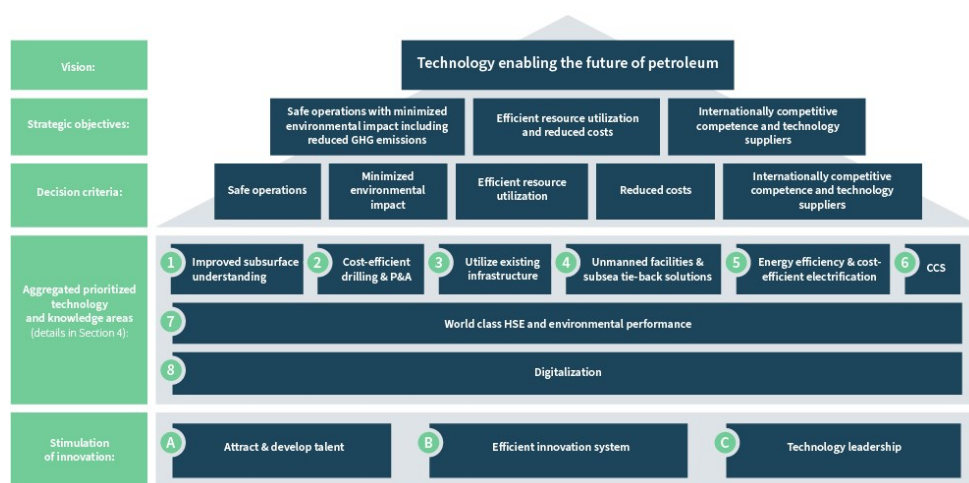 Vision:
Technology enabling the future of petroleum
Strategic objectives:
Safe operations with minimized
environmental impact including
reduced GHG emissions
Efficient resource utilization
and reduced costs
Internationally competitive
competence and technology
suppliers
Decision criteria:
Safe operations
Minimized
environmental
impact
Efficient resource
utilization
Reduced costs
Internationally competitive
competence and technology
suppliers
Aggregated prioritized
technology
and knowledge areas
(details in Section 4):
1
Improved subsurface
understanding
2
Cost-efficient
drilling & P&A
3
Utilize existing
infrastructure
4
Unmanned facilities &
subsea tie-back solutions
5
Energy efficiency & cost-
efficient electrification
6
CCS
7
World class HSE and environmental performance
8
Digitalization
Stimulation
of innovation:
A
Attract & develop talent
B
Efficient innovation system
C
Technology leadership